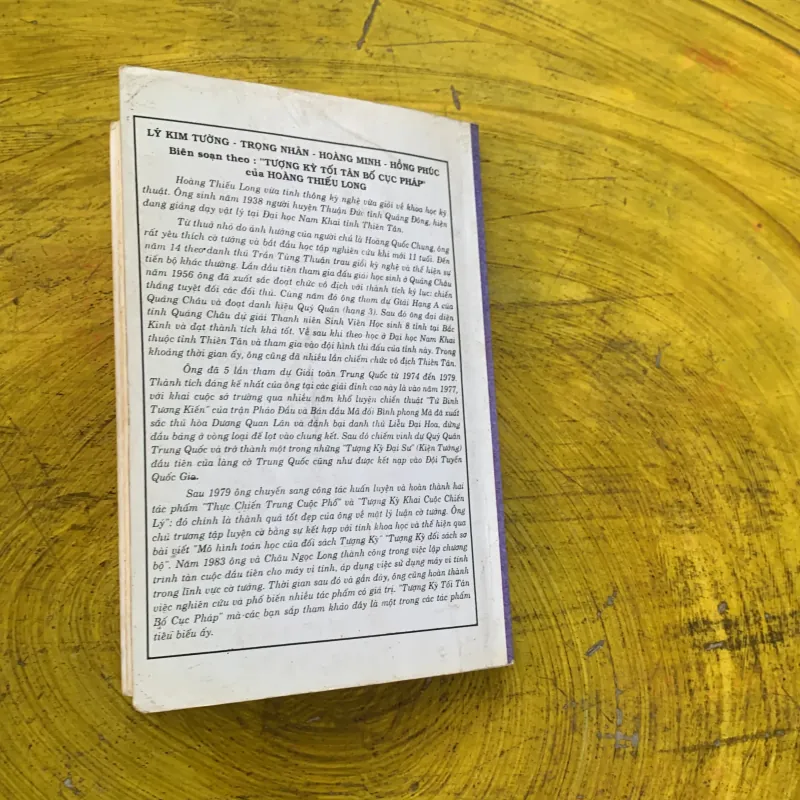 LÝ KIM TƯỜNG - TRỌNG NHÂN - HOÀNG MINH - HỒNG PHÚC
Biên soạn theo : "TƯỢNG KỲ TỐI TÂN BỐ CỤC PHÁP"
của HOÀNG THIẾU LONG
Hoàng Thiếu Long vừa tinh thông kỳ nghệ vừa giỏi về khoa học kỹ
thuật. Ông sinh năm 1938 người huyện Thuận Đức tỉnh Quảng Đông, hiện
đang giảng dạy vật lý tại Đại học Nam Khai tỉnh Thiên Tân.
Từ thuở nhỏ do ảnh hưởng của người chú là Hoàng Quốc Chung, ông
rất yêu thích cờ tướng và bắt đầu học tập nghiên cứu khi mới 11 tuổi. Đến
năm 14 theo danh thủ Trần Tùng Thuận trau giồi kỳ nghệ và thể hiện sự
tiến bộ khác thường. Lần đầu tiên tham gia đấu giải học sinh ở Quảng Châu
năm 1956 ông đã xuất sắc đoạt chức vô địch với thành tích kỷ lục: chiến
thắng tuyệt đối các đối thủ. Cùng năm đó ông tham dự Giải Hạng A của
Quảng Châu và đoạt danh hiệu Quý Quân (hạng 3). Sau đó ông đại diện
tỉnh Quảng Châu dự giải Thanh niên Sinh Viên Học sinh 8 tỉnh tại Bắc
Kinh và đạt thành tích khá tốt. Về sau khi theo học ở Đại học Nam Khai
thuộc tỉnh Thiên Tân và tham gia vào đội hình thi đấu của tỉnh này. Trong
khoảng thời gian ấy, ông cũng đã nhiều lần chiếm chức vô địch Thiên Tân.
Ông đã 5 lần tham dự Giải toàn Trung Quốc từ 1974 đến 1979.
Thành tích đáng kể nhất của ông tại các giải đỉnh cao này là vào năm 1977,
với khai cuộc sở trường qua nhiều năm khổ luyện chiến thuật "Tứ Binh
Tương Kiến" của trận Pháo Đầu và Bán đầu Mã đối Bình phong Mã đã xuất
sắc thủ hòa Dương Quan Lân và đánh bại danh thủ Liễu Đại Hoa, đứng
đầu bảng ở vòng loại để lọt vào chung kết. Sau đó chiếm vinh dự Quý Quân
Trung Quốc và trở thành một trong những "Tượng Kỳ Đại Sư" (Kiện Tướng)
đầu tiên của làng cờ Trung Quốc cũng như được kết nạp vào Đội Tuyển
Quốc Gia.
Sau 1979 ông chuyển sang công tác huấn luyện và hoàn thành hai
tác phẩm "Thực Chiến Trung Cuộc Phổ" và "Tượng Kỳ Khai Cuộc Chiến
Lý"; đó chính là thành quả tốt đẹp của ông về mặt lý luận cờ tướng. Ông
chủ trương tập luyện cờ bằng sự kết hợp với tính khoa học và thể hiện qua
bài viết "Mô hình toán học của đối sách Tượng Kỳ" "Tượng Kỳ đối sách sơ
bộ". Năm 1983 ông và Châu Ngọc Long thành công trong việc lập chương
trình tàn cuộc đầu tiên cho máy vi tính, áp dụng việc sử dụng máy vi tính
trong lĩnh vực cờ tướng. Thời gian sau đó và gần đây, ông cũng hoàn thành
việc nghiên cứu và phổ biến nhiều tác phẩm có giá trị. "Tượng Kỳ Tối Tân
Bố Cục Pháp" mà các bạn sắp tham khảo đây là một trong các tác phẩm
tiêu biểu ấy.